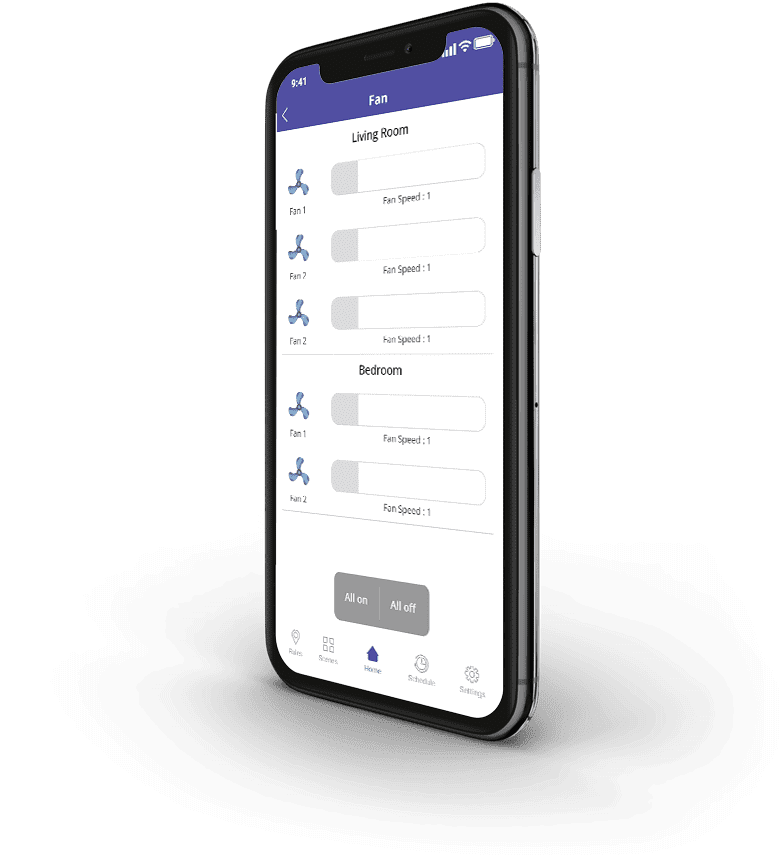 9:41
Fan
Living Room
Fan 1
Fan Speed : 1
Fan 2
Fan Speed : 1
Fan 2
Fan Speed : 1
Bedroom
Fan 1
Fan Speed : 1
Fan 2
Fan Speed : 1
All on All off
Rules Scenes Home Schedule Settings